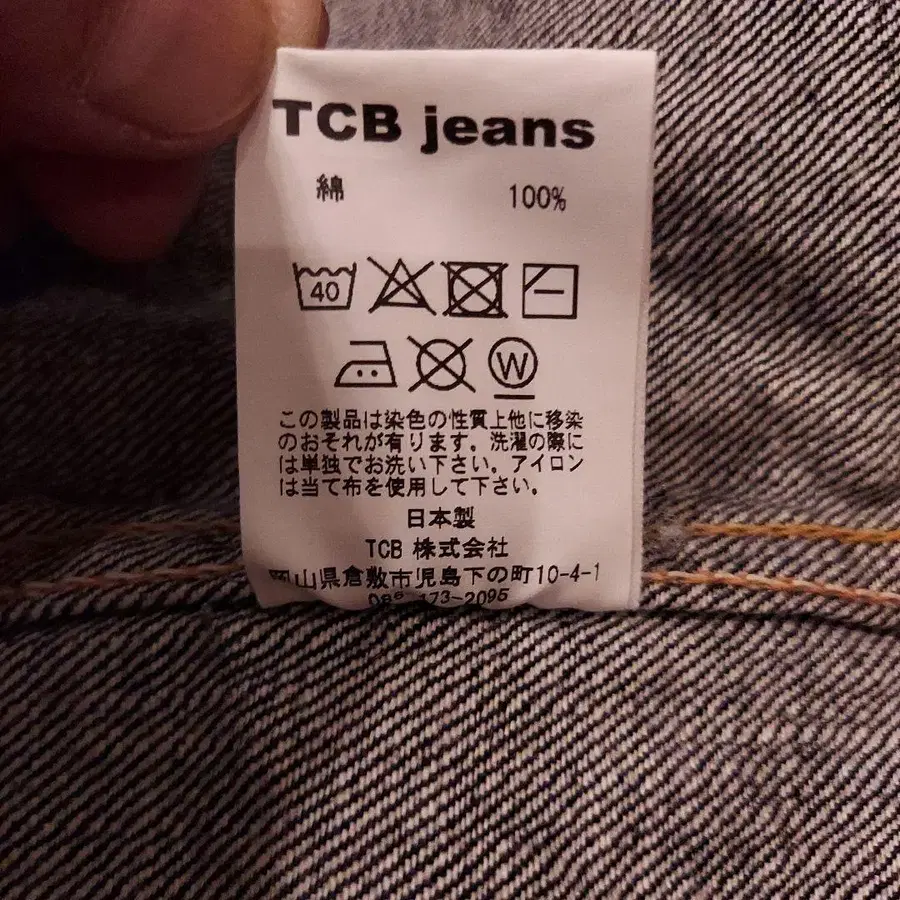 TCB jeans
綿 100%
40
W
この製品は染色の性質上他に移染
のおそれが有ります。洗濯の際に
は単独でお洗い下さい。アイロン
は当て布を使用して下さい。
日本製
TCB 株式会社
岡山県倉敷市児島下の町10-4-1